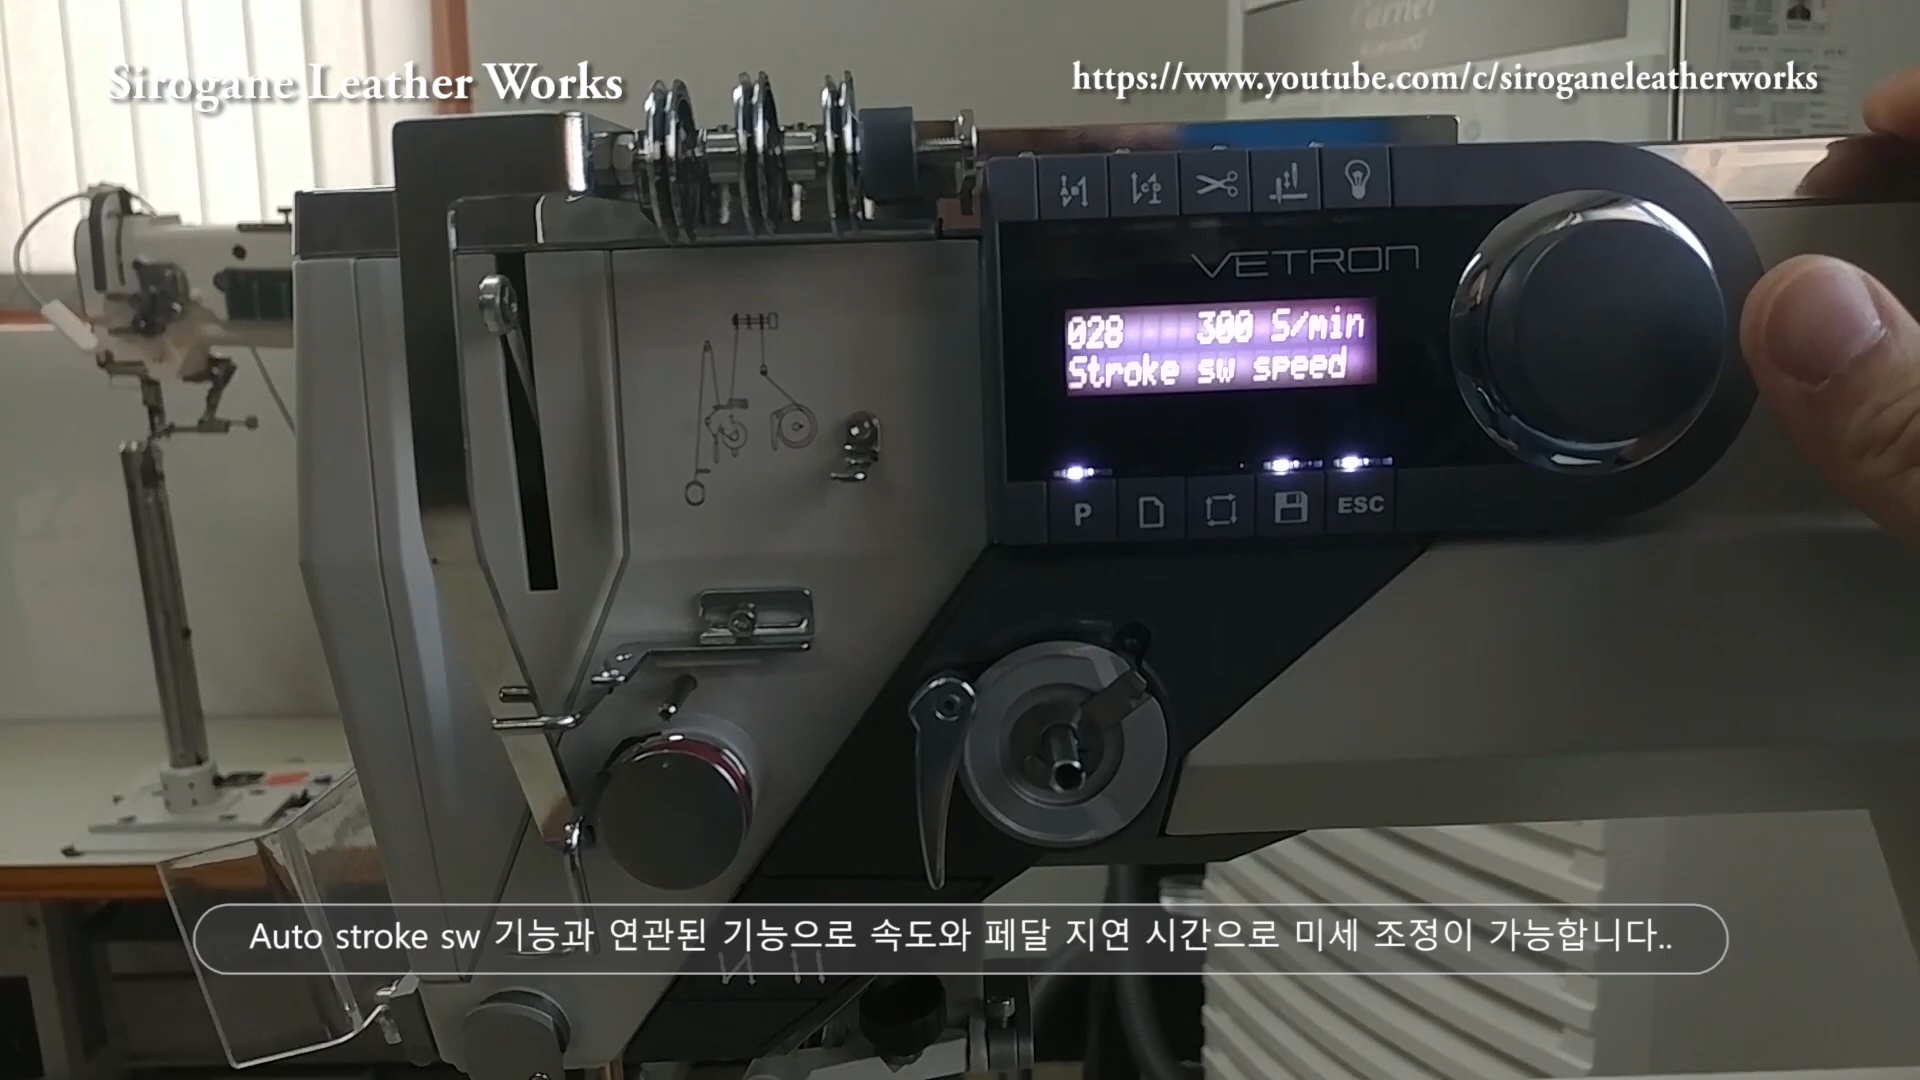 Sirogane Leather Works
https://www.youtube.com/c/siroganeleatherworks
VETRON
028 300 S/min
Stroke sw speed
P
ESC
Auto stroke sw 기능과 연관된 기능으로 속도와 페달 지연 시간으로 미세 조정이 가능합니다..